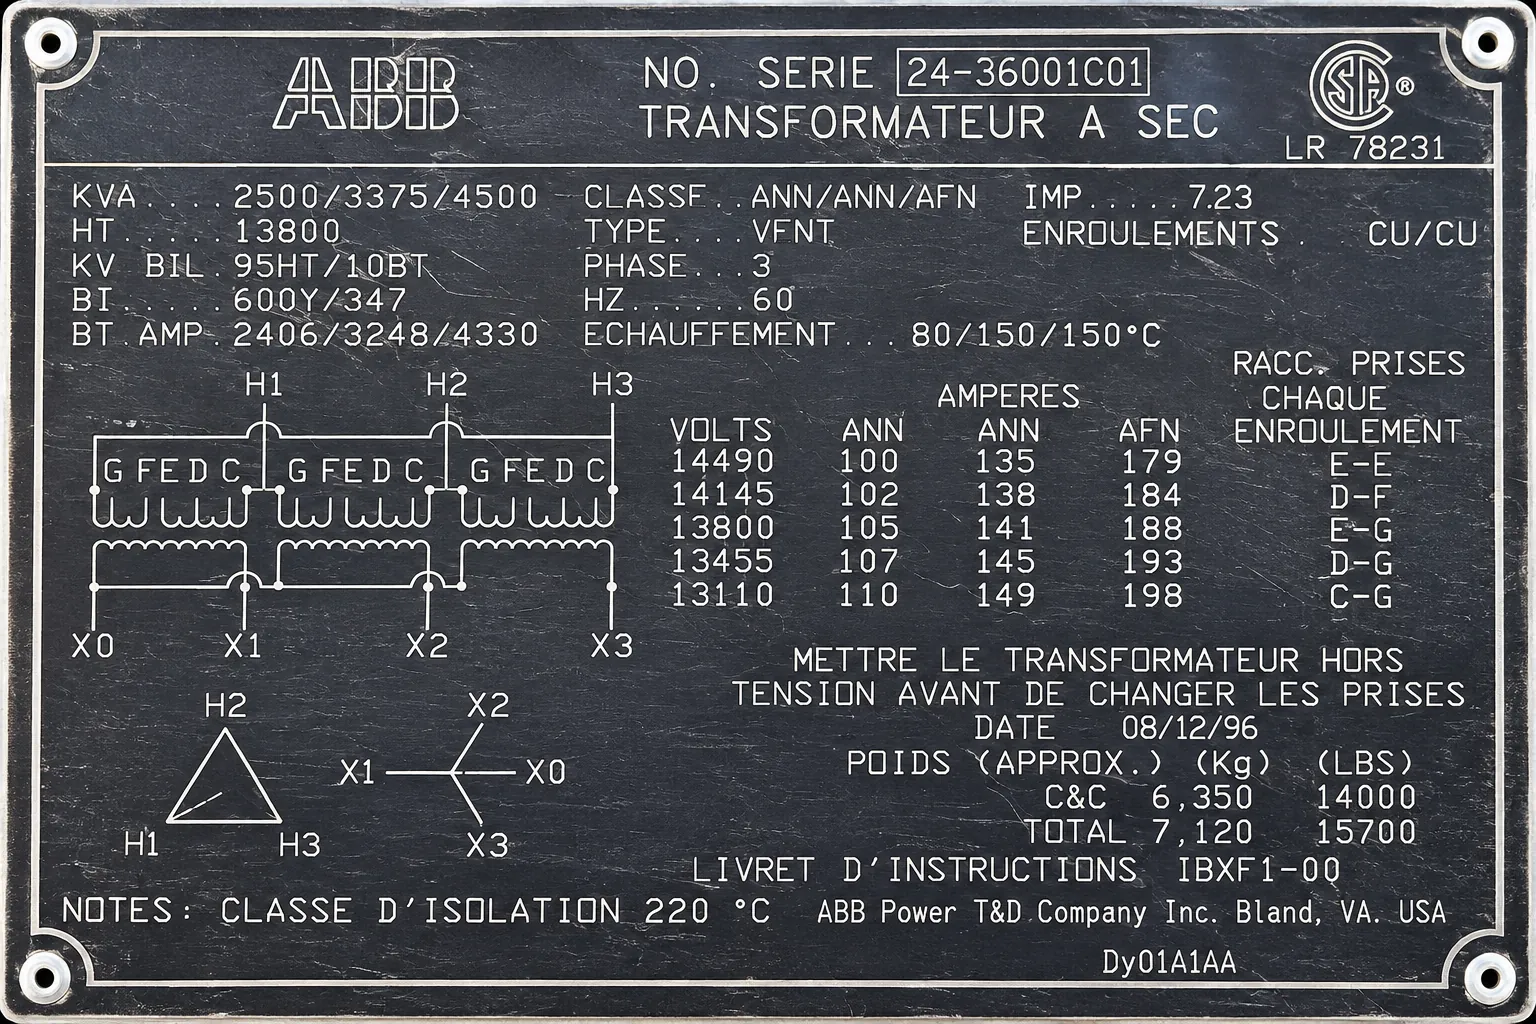 ABB
NO. SERIE 24-36001C01
TRANSFORMATEUR A SEC
CSA®
LR 78231
KVA.....2500/3375/4500 CLASSE..ANN/ANN/AFN IMP.....7.23
HT.....13800 TYPE....VENT ENROULEMENTS . CU/CU
KV BIL.95HT/10BT PHASE...3
BI.....600Y/347 HZ......60
BT.AMP.2406/3248/4330 ECHAUFFEMENT...80/150/150°C
H1 H2 H3
G F E D C G F E D C G F E D C
X0 X1 X2 X3
RACC. PRISES
AMPERES CHAQUE
VOLTS ANN ANN AFN ENROULEMENT
14490 100 135 179 E-E
14145 102 138 184 D-F
13800 105 141 188 E-G
13455 107 145 193 D-G
13110 110 149 198 C-G
METTRE LE TRANSFORMATEUR HORS
TENSION AVANT DE CHANGER LES PRISES
DATE 08/12/96
H2
H1 H3
X2
X1 X0
X3
POIDS (APPROX.) (Kg) (LBS)
C&C 6,350 14000
TOTAL 7,120 15700
LIVRET D'INSTRUCTIONS IBXF1-00
NOTES: CLASSE D'ISOLATION 220 °C ABB Power T&D Company Inc. Bland, VA. USA
Dy01A1AA